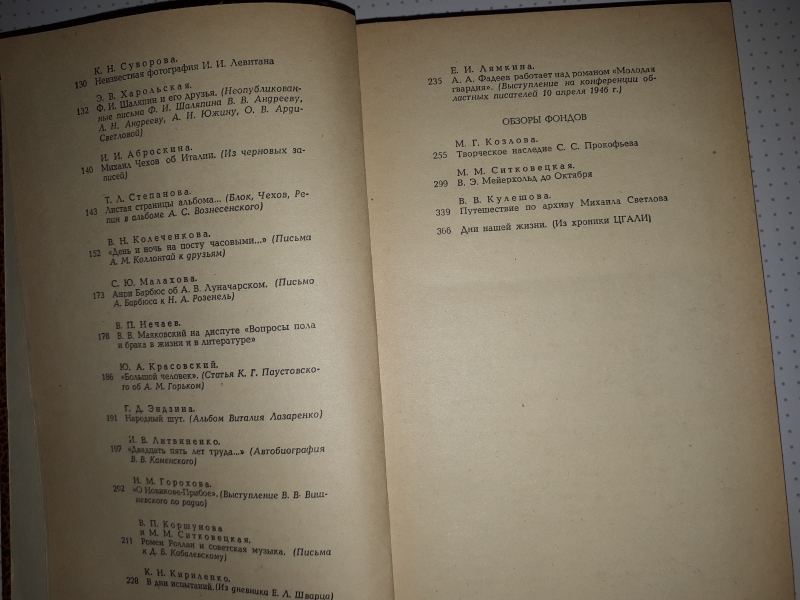 К. Н. Суворова.
130 Неизвестная фотография И. И. Левитана
Э. В. Харольская.
132 Ф. И. Шаляпин и его друзья. (Неопубликован-
ные письма Ф. И. Шаляпина В. В. Андрееву,
Л. Н. Андрееву, А. И. Южину, О. В. Арди-
Светловой)
И. И. Аброскина.
140 Михаил Чехов об Италии. (Из черновых за-
писей)
Т. Л. Степанова.
143 Листая страницы альбома... (Блок, Чехов, Ре-
пин в альбоме А. С. Вознесенского)
В. Н. Колеченкова.
152 «День и ночь на посту часовыми...» (Письма
А. М. Коллонтай к друзьям)
С. Ю. Малахова.
173 Анри Барбюс об А. В. Луначарском. (Письмо
А. Барбюса к Н. А. Розенель)
В. П. Нечаев.
178 В. В. Маяковский на диспуте «Вопросы пола
и брака в жизни и в литературе»
Ю. А. Красовский.
186 «Большой человек». (Статья К. Г. Паустовско-
го об А. М. Горьком)
Г. Д. Эндзина.
191 Народный шут. (Альбом Виталия Лазаренко)
И. В. Литвиненко.
197 «Двадцать пять лет труда...» (Автобиография
В. В. Каменского)
И. М. Горохова.
202 «О Новикове-Прибое». (Выступление В. В. Виш-
невского по радио)
В. П. Коршунова
и М. М. Ситковецкая.
211 Ромен Роллан и советская музыка. (Письма
к Д. Б. Кабалевскому)
К. Н. Кириленко.
228 В дни испытаний. (Из дневника Е. Л. Шварца)
Е. И. Лямкина.
235 А. А. Фадеев работает над романом «Молодая
гвардия». (Выступление на конференции об-
ластных писателей 10 апреля 1946 г.)
ОБЗОРЫ ФОНДОВ
М. Г. Козлова.
255 Творческое наследие С. С. Прокофьева
М. М. Ситковецкая.
299 В. Э. Мейерхольд до Октября
В. В. Кулешова.
339 Путешествие по архиву Михаила Светлова
366 Дни нашей жизни. (Из хроники ЦГАЛИ)